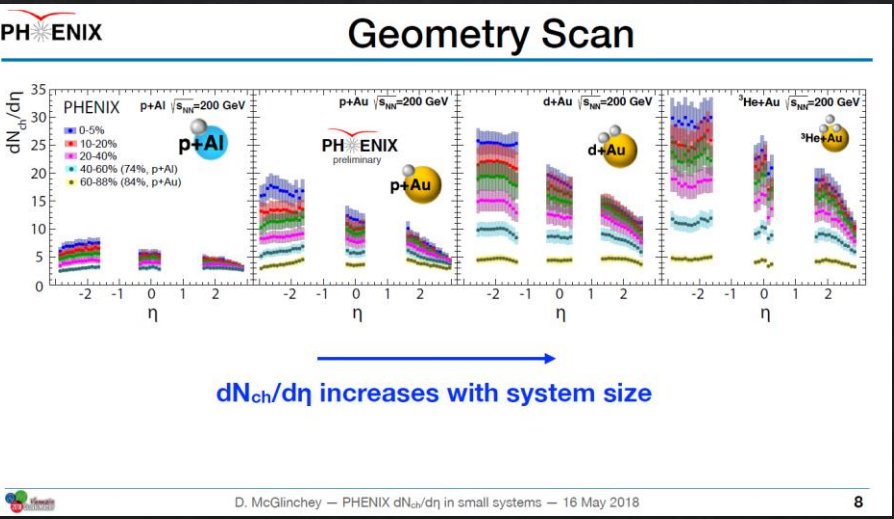 PHENIX
Geometry Scan
dNch/dη
35
30
25
20
15
10
5
0
PHENIX p+Al √sNN=200 GeV
0-5%
10-20%
20-40%
40-60% (74%, p+Al)
60-88% (84%, p+Au)
p+Al
p+Au √sNN=200 GeV
PHENIX
preliminary
p+Au
d+Au √sNN=200 GeV
d+Au
³He+Au √sNN=200 GeV
³He+Au
-2 -1 0 1 2 -2 -1 0 1 2 -2 -1 0 1 2 -2 -1 0 1 2
η η η η
dNch/dη increases with system size
D. McGlinchey — PHENIX dNch/dη in small systems — 16 May 2018
8